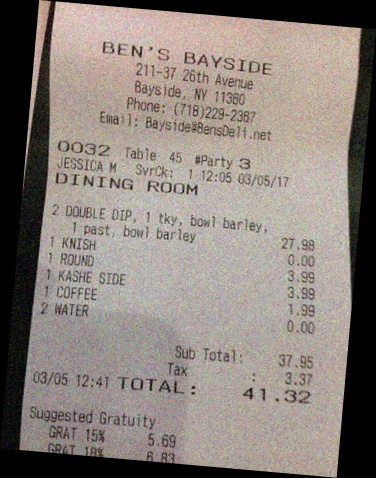 BEN'S BAYSIDE
211-37 26th Avenue
Bayside, NY 11360
Phone: (718)229-2367
Email: Bayside@BensDeli.net
0032 Table 45 #Party 3
JESSICA M SvrCk: 1 12:05 03/05/17
DINING ROOM
2 DOUBLE DIP, 1 tky, bowl barley,
1 past, bowl barley 27.98
1 KNISH 0.00
1 ROUND 3.99
1 KASHE SIDE 3.99
1 COFFEE 1.99
2 WATER 0.00
Sub Total: 37.95
Tax : 3.37
03/05 12:41 TOTAL: 41.32
Suggested Gratuity
GRAT 15% 5.69
GRAT 18% 6.83